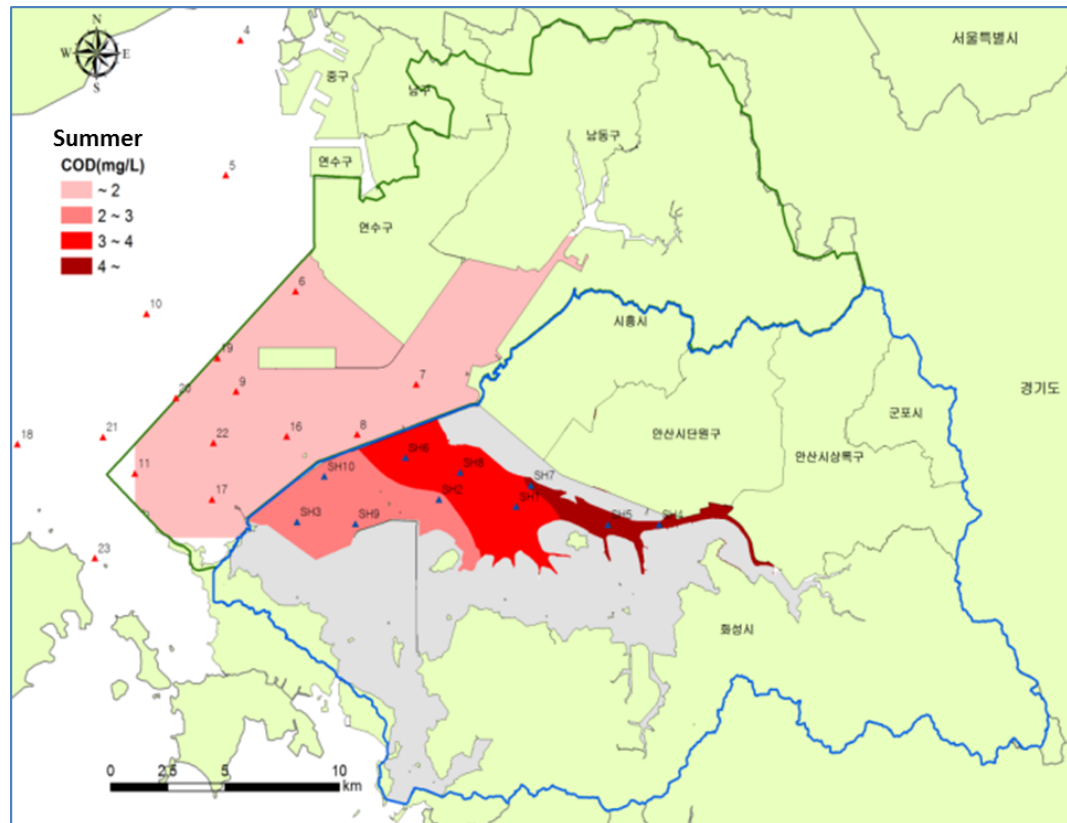 N
W E
S
Summer
COD(mg/L)
~ 2
2 ~ 3
3 ~ 4
4 ~
4
5
6
10
19
9
20
7
21
18
22
16
8
11
17
23
SH10
SH6
SH8
SH7
SH3
SH9
SH2
SH1
SH5
SH4
서울특별시
중구
남구
남동구
연수구
연수구
시흥시
경기도
군포시
안산시단원구
안산시상록구
화성시
0 2.5 5 10
km